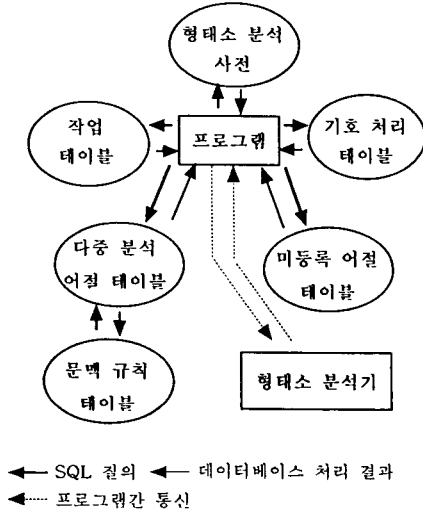 형태소 분석
사전
작업
테이블
프로그램
기호 처리
테이블
다중 분석
어절 테이블
미등록 어절
테이블
문맥 규칙
테이블
형태소 분석기
SQL 질의
데이터베이스 처리 결과
프로그램간 통신